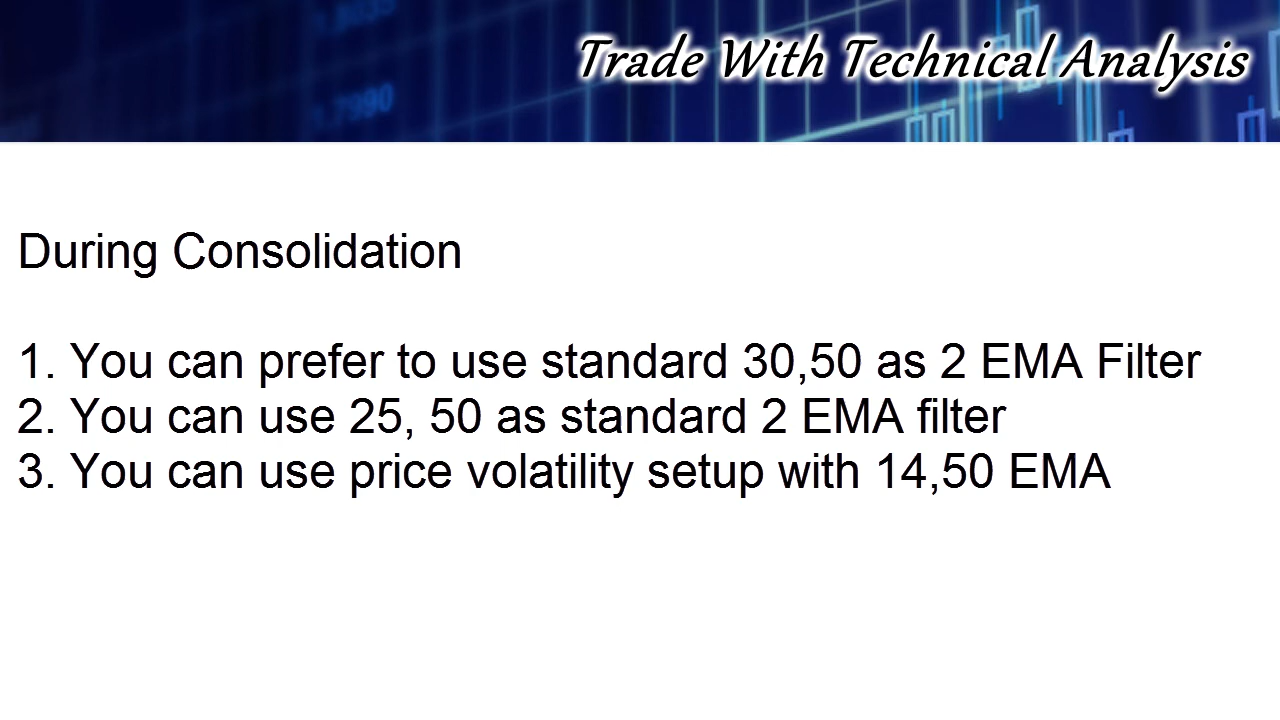 Trade With Technical Analysis
During Consolidation
1. You can prefer to use standard 30,50 as 2 EMA Filter
2. You can use 25, 50 as standard 2 EMA filter
3. You can use price volatility setup with 14,50 EMA